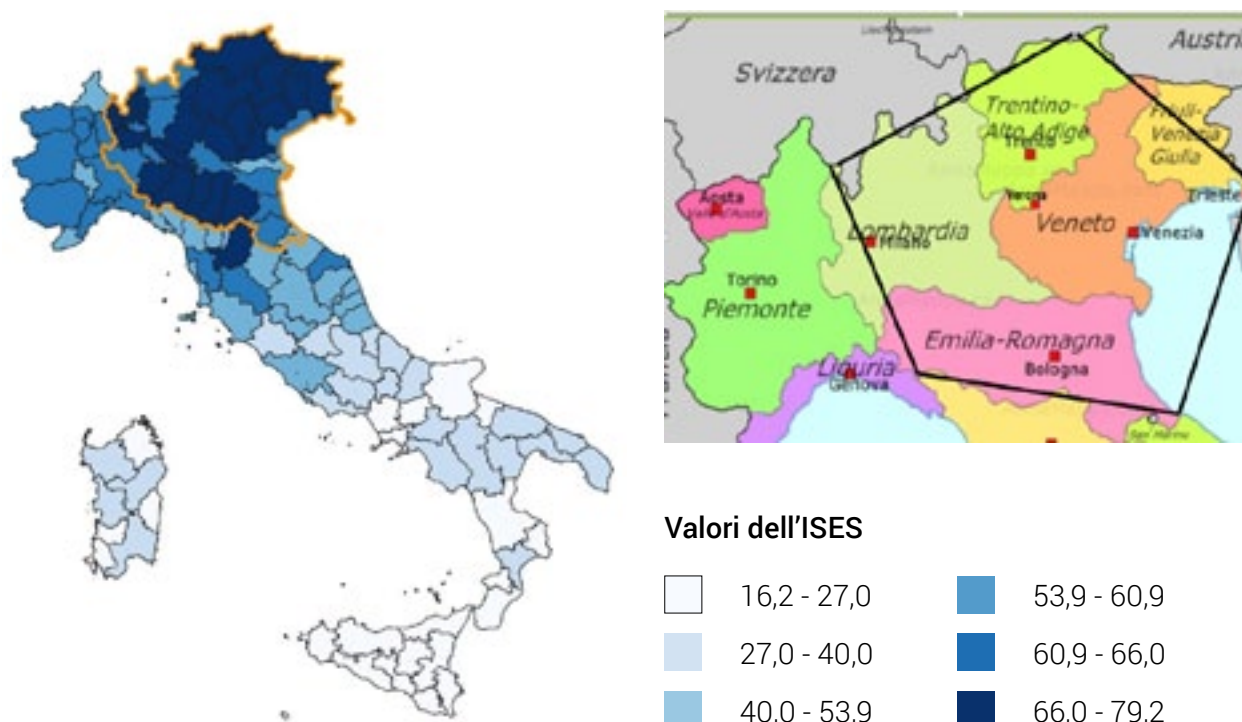 Liechtenstein
Austri
Svizzera
Trentino-
Alto Adige
Trento
Friuli-
Venezia
Giulia
Aosta
Valle d'Aosta
Verona
Trieste
Lombardia
Milano
Veneto
Venezia
Torino
Piemonte
Emilia-Romagna
Bologna
Liguria
Genova
San Marino
Valori dell'ISES
16,2 - 27,0
53,9 - 60,9
27,0 - 40,0
60,9 - 66,0
40,0 - 53,9
66,0 - 79,2